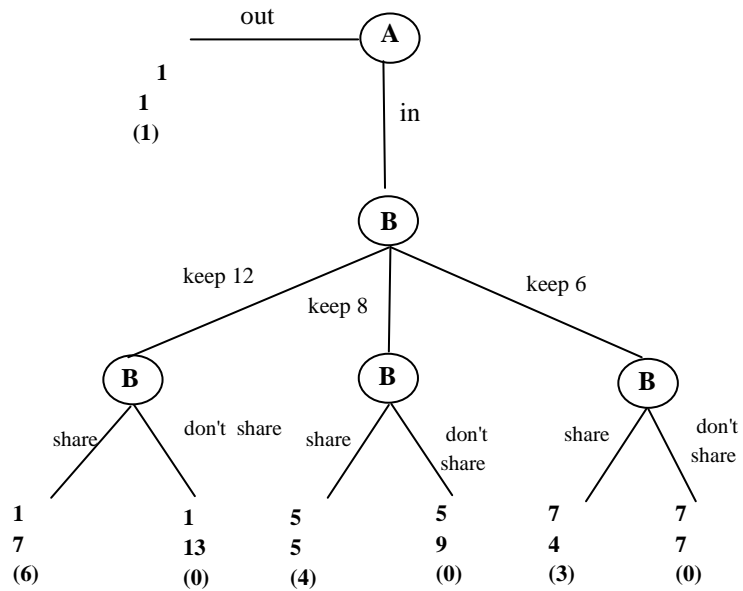 out
A
1
1
(1)
in
B
keep 12
keep 8
keep 6
B
B
B
share
don't share
share
don't
share
share
don't
share
1
7
(6)
1
13
(0)
5
5
(4)
5
9
(0)
7
4
(3)
7
7
(0)